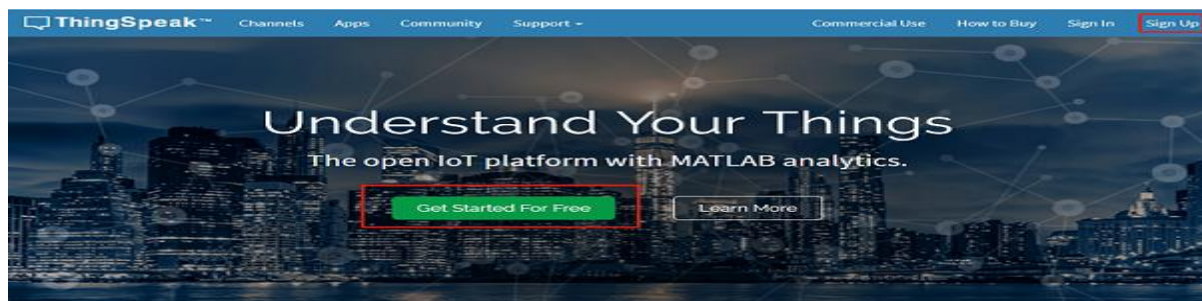 ThingSpeak™ Channels Apps Community Support Commercial Use How to Buy Sign In Sign Up
Understand Your Things
The open IoT platform with MATLAB analytics.
Get Started For Free Learn More